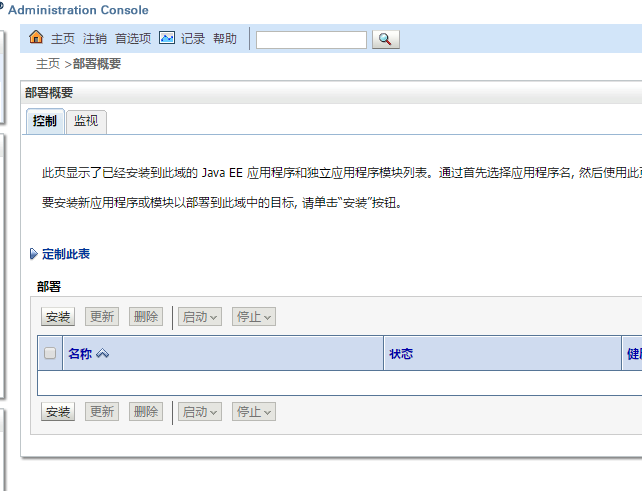 Administration Console
主页 注销 首选项 记录 帮助
主页 >部署概要
部署概要
控制 监视
此页显示了已经安装到此域的 Java EE 应用程序和独立应用程序模块列表。通过首先选择应用程序名, 然后使用此
要安装新应用程序或模块以部署到此域中的目标, 请单击“安装”按钮。
定制此表
部署
安装 更新 删除 启动 停止
名称 状态 健
安装 更新 删除 启动 停止